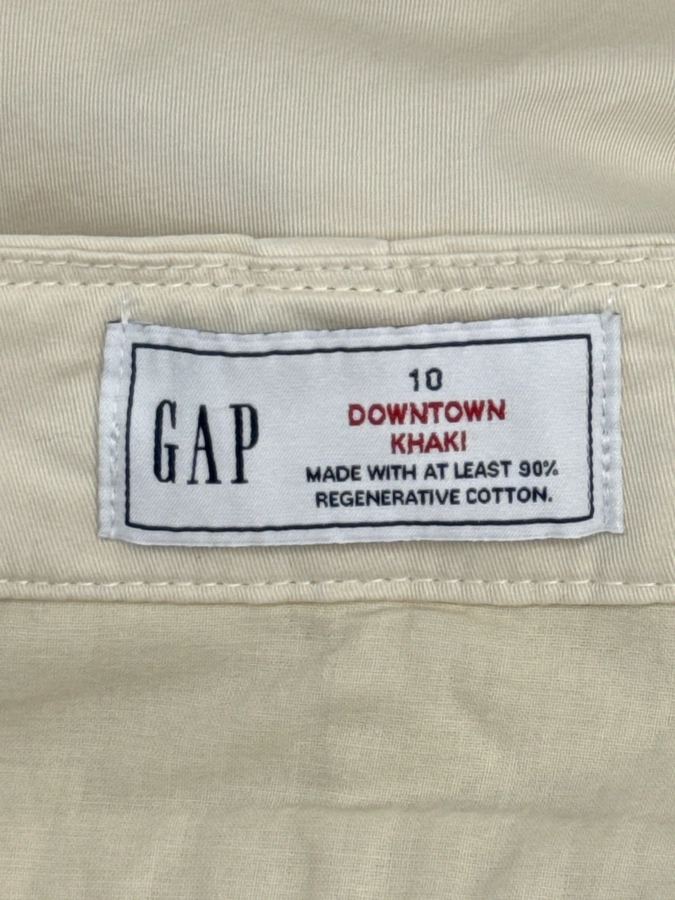 GAP
10
DOWNTOWN
KHAKI
MADE WITH AT LEAST 90%
REGENERATIVE COTTON.